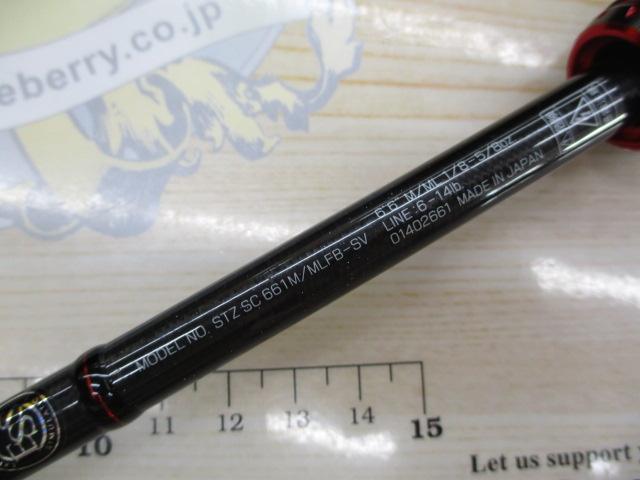 eberry.co.jp
6'6" M/ML 1/8-5/8oz
LINE:6-14lb.
01402661 MADE IN JAPAN
MODEL NO. STZ SC 661M/MLFB-SV
10 11 12 13 14 15
Let us support